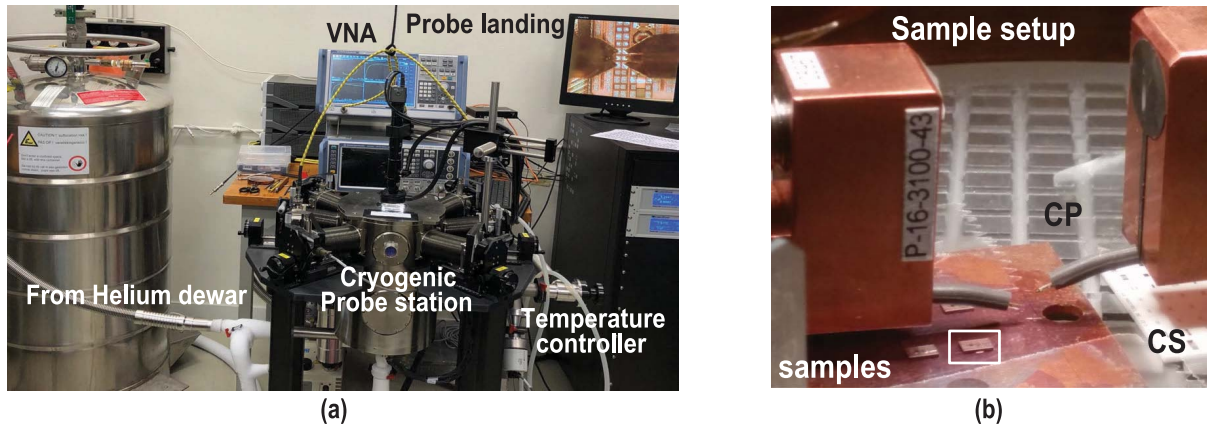 VNA
Probe landing
From Helium dewar
Cryogenic
Probe station
Temperature
controller
(a)
Sample setup
P-16-3100-43
CP
CS
samples
(b)